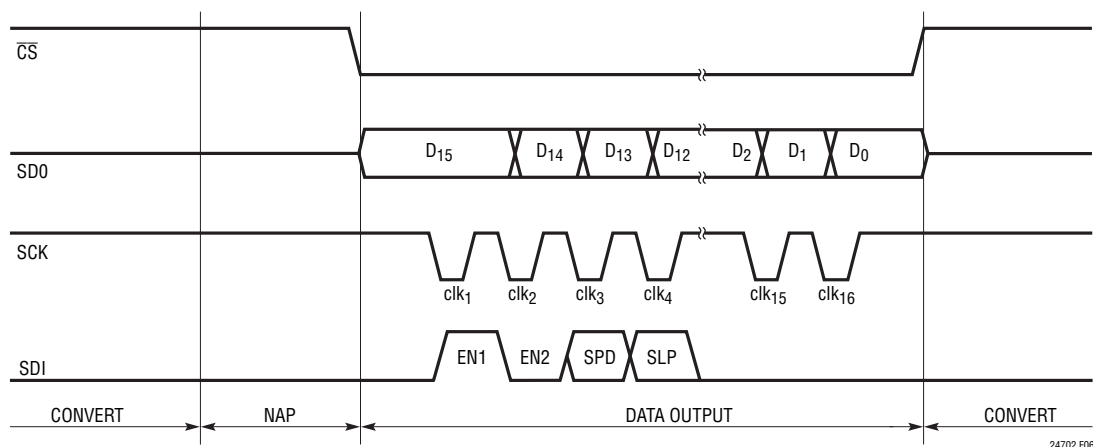 CS
D15 D14 D13 D12 D2 D1 D0
SD0
SCK
clk1 clk2 clk3 clk4 clk15 clk16
EN1 EN2 SPD SLP
SDI
CONVERT NAP DATA OUTPUT CONVERT
24702 F06